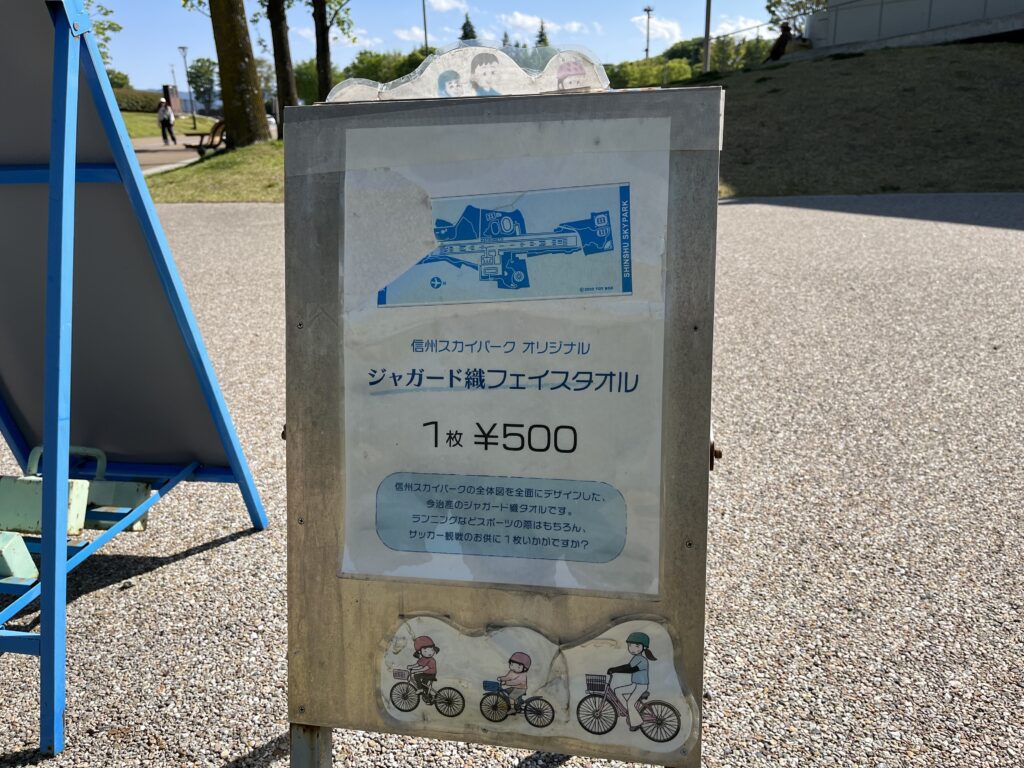 SHINSHU SKYPARK
信州スカイパーク オリジナル
ジャガード織フェイスタオル
1枚 ¥500
信州スカイパークの全体図を全面にデザインした、
今治産のジャガード織タオルです。
ランニングなどスポーツの際はもちろん、
サッカー観戦のお供に1枚いかがですか?